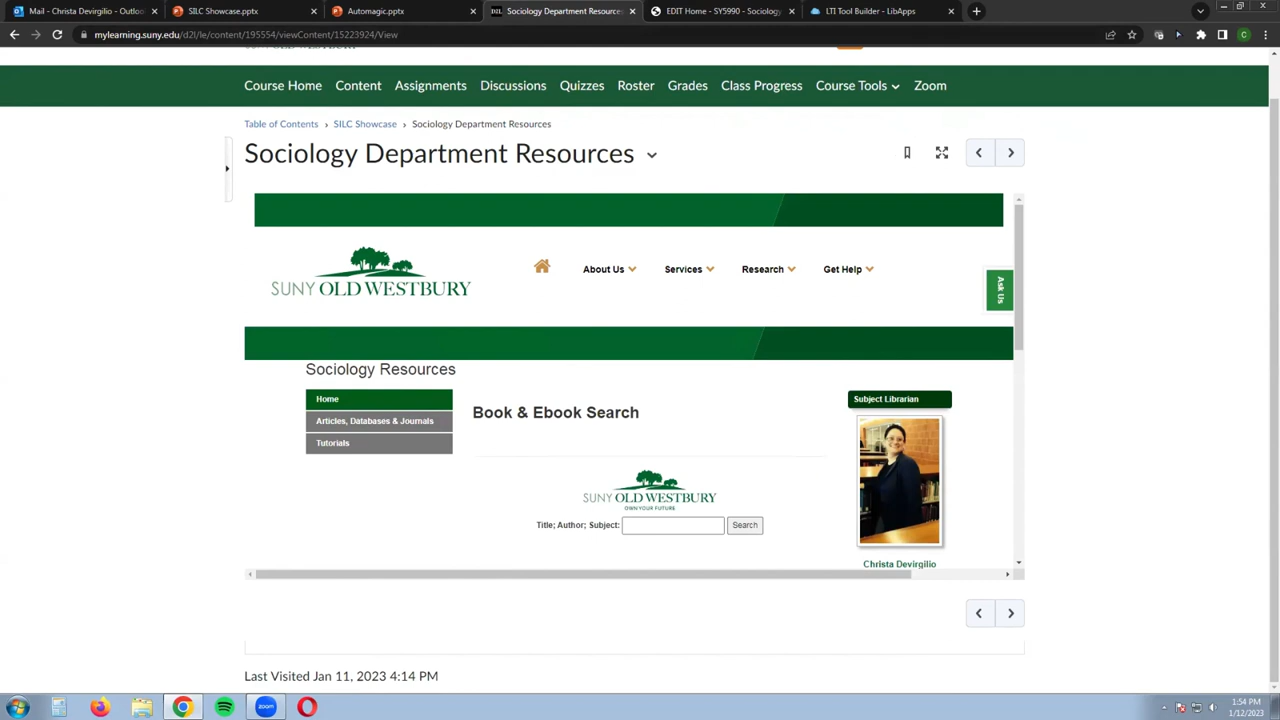 Mail - Christa Devirgilio - Outlook
SILC Showcase.pptx
Automagic.pptx
D2L
Sociology Department Resources
EDIT Home - SY5990 - Sociology
LTI Tool Builder - LibApps
mylearning.suny.edu/d2l/le/content/195554/viewContent/15223924/View
C
Course Home
Content
Assignments
Discussions
Quizzes
Roster
Grades
Class Progress
Course Tools
Zoom
Table of Contents › SILC Showcase › Sociology Department Resources
Sociology Department Resources
SUNY OLD WESTBURY
About Us
Services
Research
Get Help
Ask Us
Sociology Resources
Home
Articles, Databases & Journals
Tutorials
Book & Ebook Search
SUNY OLD WESTBURY
OWN YOUR FUTURE
Title; Author; Subject:
Search
Subject Librarian
Christa Devirgilio
Last Visited Jan 11, 2023 4:14 PM
1:54 PM
1/12/2023